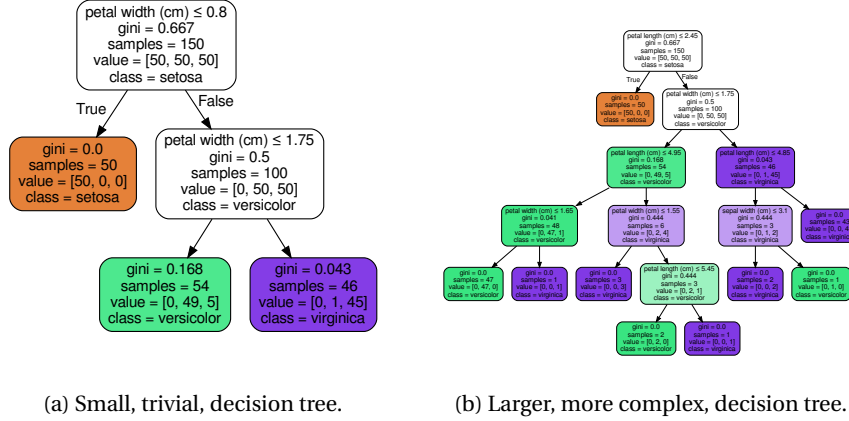 petal width (cm) ≤ 0.8
gini = 0.667
samples = 150
value = [50, 50, 50]
class = setosa
True
False
gini = 0.0
samples = 50
value = [50, 0, 0]
class = setosa
petal width (cm) ≤ 1.75
gini = 0.5
samples = 100
value = [0, 50, 50]
class = versicolor
gini = 0.168
samples = 54
value = [0, 49, 5]
class = versicolor
gini = 0.043
samples = 46
value = [0, 1, 45]
class = virginica
(a) Small, trivial, decision tree.
petal length (cm) ≤ 2.45
gini = 0.667
samples = 150
value = [50, 50, 50]
class = setosa
True
False
gini = 0.0
samples = 50
value = [50, 0, 0]
class = setosa
petal width (cm) ≤ 1.75
gini = 0.5
samples = 100
value = [0, 50, 50]
class = versicolor
petal length (cm) ≤ 4.95
gini = 0.168
samples = 54
value = [0, 49, 5]
class = versicolor
petal length (cm) ≤ 4.85
gini = 0.043
samples = 46
value = [0, 1, 45]
class = virginica
petal width (cm) ≤ 1.65
gini = 0.041
samples = 48
value = [0, 47, 1]
class = versicolor
petal width (cm) ≤ 1.55
gini = 0.444
samples = 6
value = [0, 2, 4]
class = virginica
sepal width (cm) ≤ 3.1
gini = 0.444
samples = 3
value = [0, 1, 2]
class = virginica
gini = 0.0
samples = 43
value = [0, 0, 4
class = virginica
gini = 0.0
samples = 47
value = [0, 47, 0]
class = versicolor
gini = 0.0
samples = 1
value = [0, 0, 1]
class = virginica
gini = 0.0
samples = 3
value = [0, 0, 3]
class = virginica
petal length (cm) ≤ 5.45
gini = 0.444
samples = 3
value = [0, 2, 1]
class = versicolor
gini = 0.0
samples = 2
value = [0, 0, 2]
class = virginica
gini = 0.0
samples = 1
value = [0, 1, 0]
class = versicolor
gini = 0.0
samples = 2
value = [0, 2, 0]
class = versicolor
gini = 0.0
samples = 1
value = [0, 0, 1]
class = virginica
(b) Larger, more complex, decision tree.